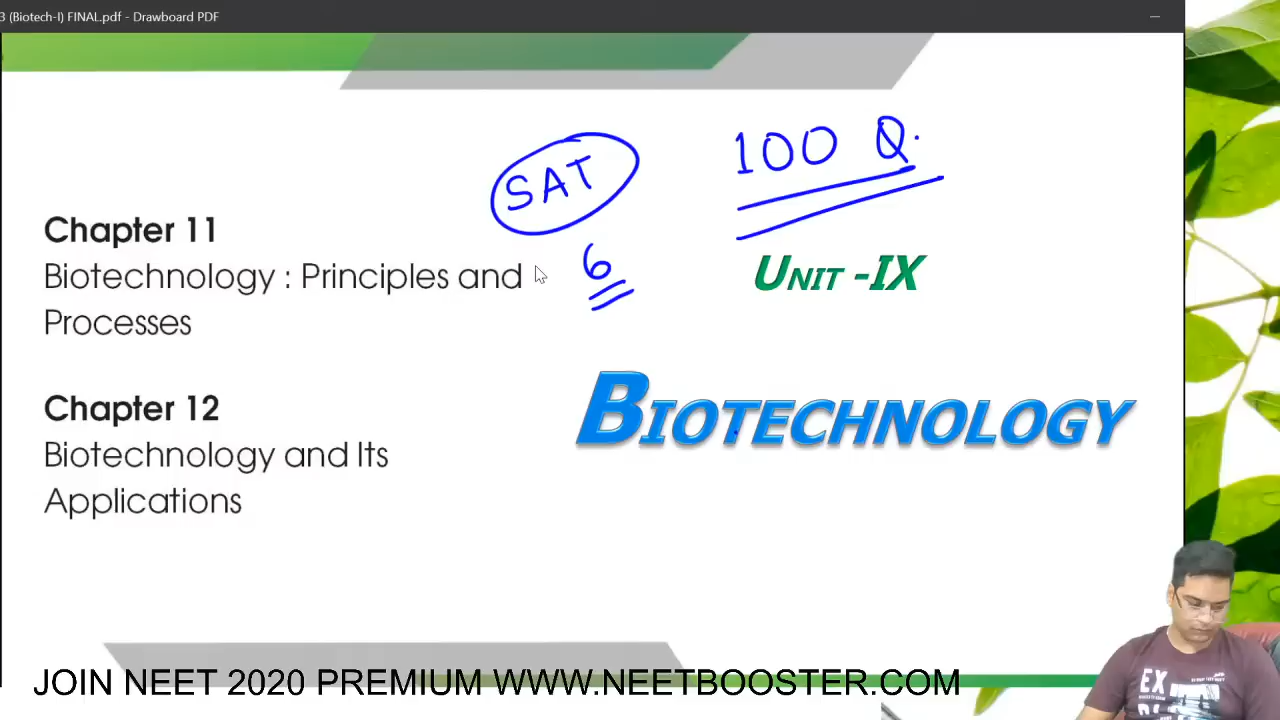 3 (Biotech-I) FINAL.pdf - Drawboard PDF
SAT
100 Q.
6
Chapter 11
Biotechnology : Principles and
Processes
UNIT -IX
Chapter 12
Biotechnology and Its
Applications
BIOTECHNOLOGY
JOIN NEET 2020 PREMIUM WWW.NEETBOOSTER.COM
EX